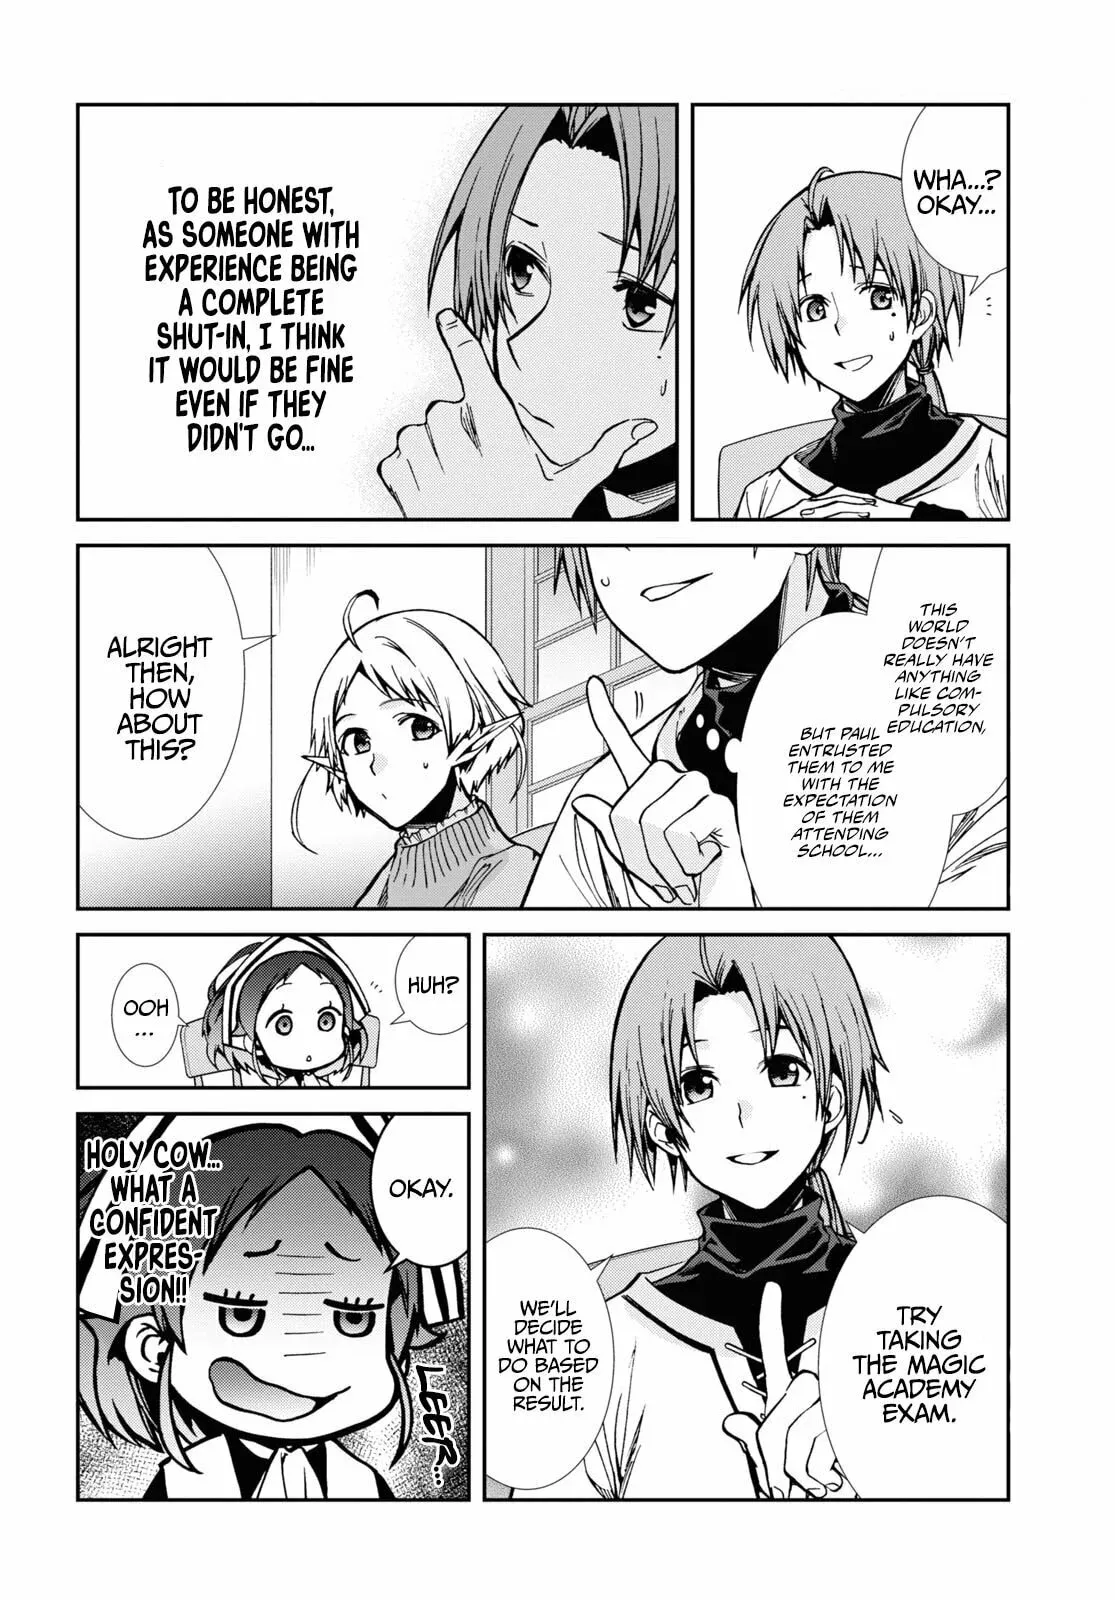 WHA...?
OKAY...
TO BE HONEST,
AS SOMEONE WITH
EXPERIENCE BEING
A COMPLETE
SHUT-IN, I THINK
IT WOULD BE FINE
EVEN IF THEY
DIDN'T GO...
THIS
WORLD
DOESN'T
REALLY HAVE
ANYTHING
LIKE COM-
PULSORY
EDUCATION,
BUT PAUL
ENTRUSTED
THEM TO ME
WITH THE
EXPECTATION
OF THEM
ATTENDING
SCHOOL...
ALRIGHT
THEN,
HOW
ABOUT
THIS?
TRY
TAKING
THE MAGIC
ACADEMY
EXAM.
WE'LL
DECIDE
WHAT TO
DO BASED
ON THE
RESULT.
HUH?
OOH
...
OKAY.
HOLY COW...
WHAT A
CONFIDENT
EXPRES-
SION!!
LEER...